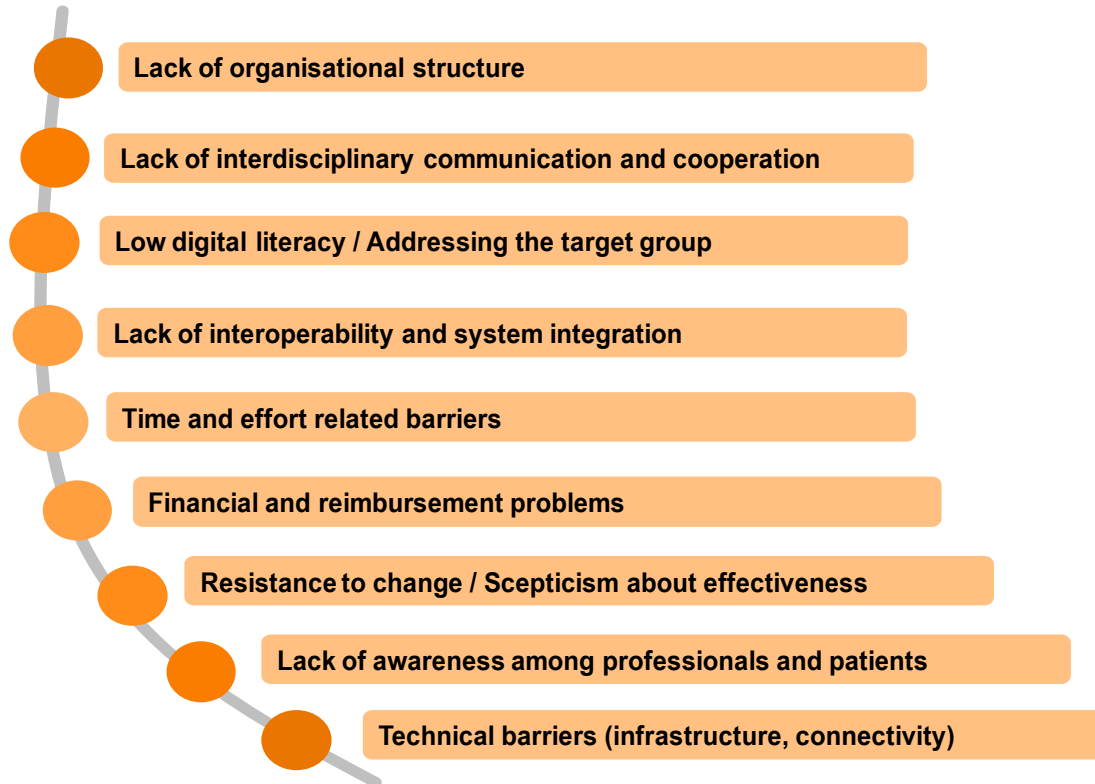 Lack of organisational structure
Lack of interdisciplinary communication and cooperation
Low digital literacy / Addressing the target group
Lack of interoperability and system integration
Time and effort related barriers
Financial and reimbursement problems
Resistance to change / Scepticism about effectiveness
Lack of awareness among professionals and patients
Technical barriers (infrastructure, connectivity)